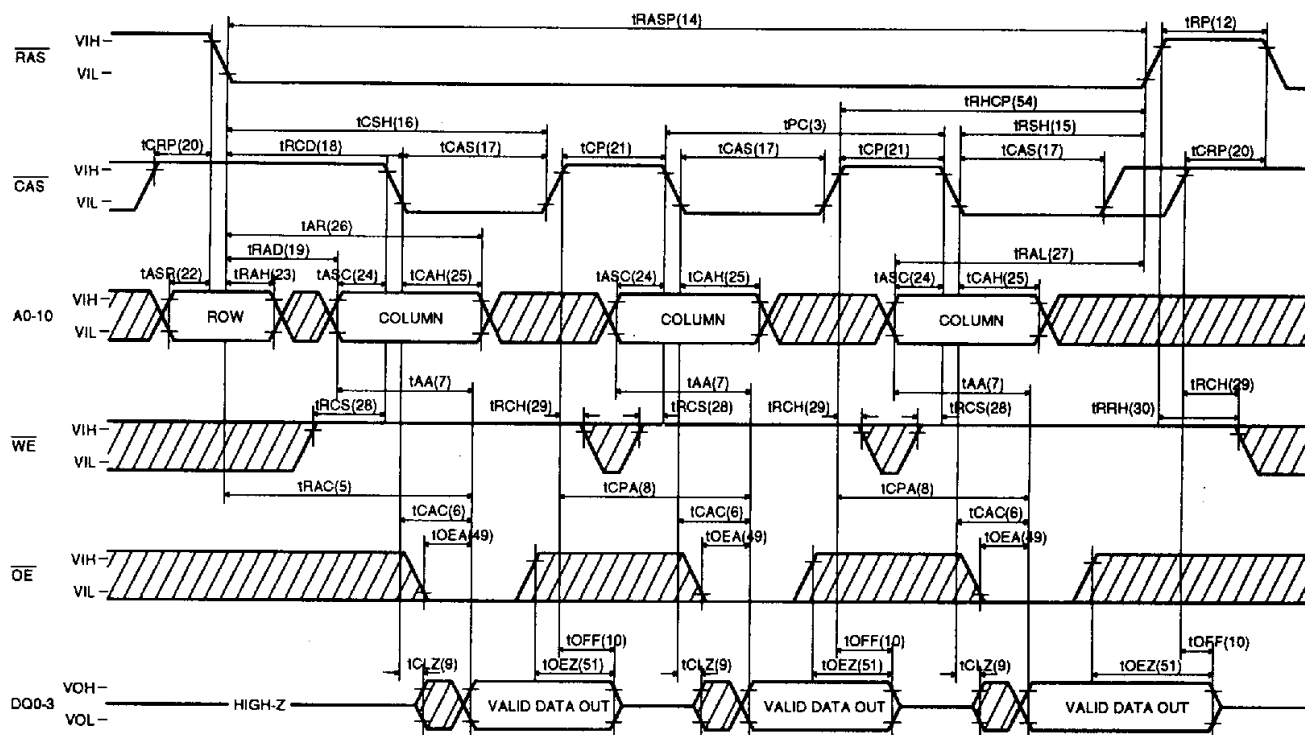 tRASP(14) tRP(12)
RAS VIH
VIL
tRHCP(54)
tCSH(16) tPC(3) tRSH(15)
tCRP(20) tRCD(18) tCAS(17) tCP(21) tCAS(17) tCP(21) tCAS(17) tCRP(20)
CAS VIH
VIL
tAR(26)
tRAD(19) tRAL(27)
tASR(22) tRAH(23) tASC(24) tCAH(25) tASC(24) tCAH(25) tASC(24) tCAH(25)
A0-10 VIH
VIL
ROW COLUMN COLUMN COLUMN
tAA(7) tAA(7) tAA(7)
tRCS(28) tRCH(29) tRCS(28) tRCH(29) tRCS(28) tRCH(29)
tRRH(30)
WE VIH
VIL
tRAC(5) tCPA(8) tCPA(8)
tCAC(6) tCAC(6) tCAC(6)
tOEA(49) tOEA(49) tOEA(49)
OE VIH
VIL
tOFF(10) tOFF(10) tOFF(10)
tCLZ(9) tOEZ(51) tCLZ(9) tOEZ(51) tCLZ(9) tOEZ(51)
DQ0-3 VOH
VOL
HIGH-Z VALID DATA OUT VALID DATA OUT VALID DATA OUT